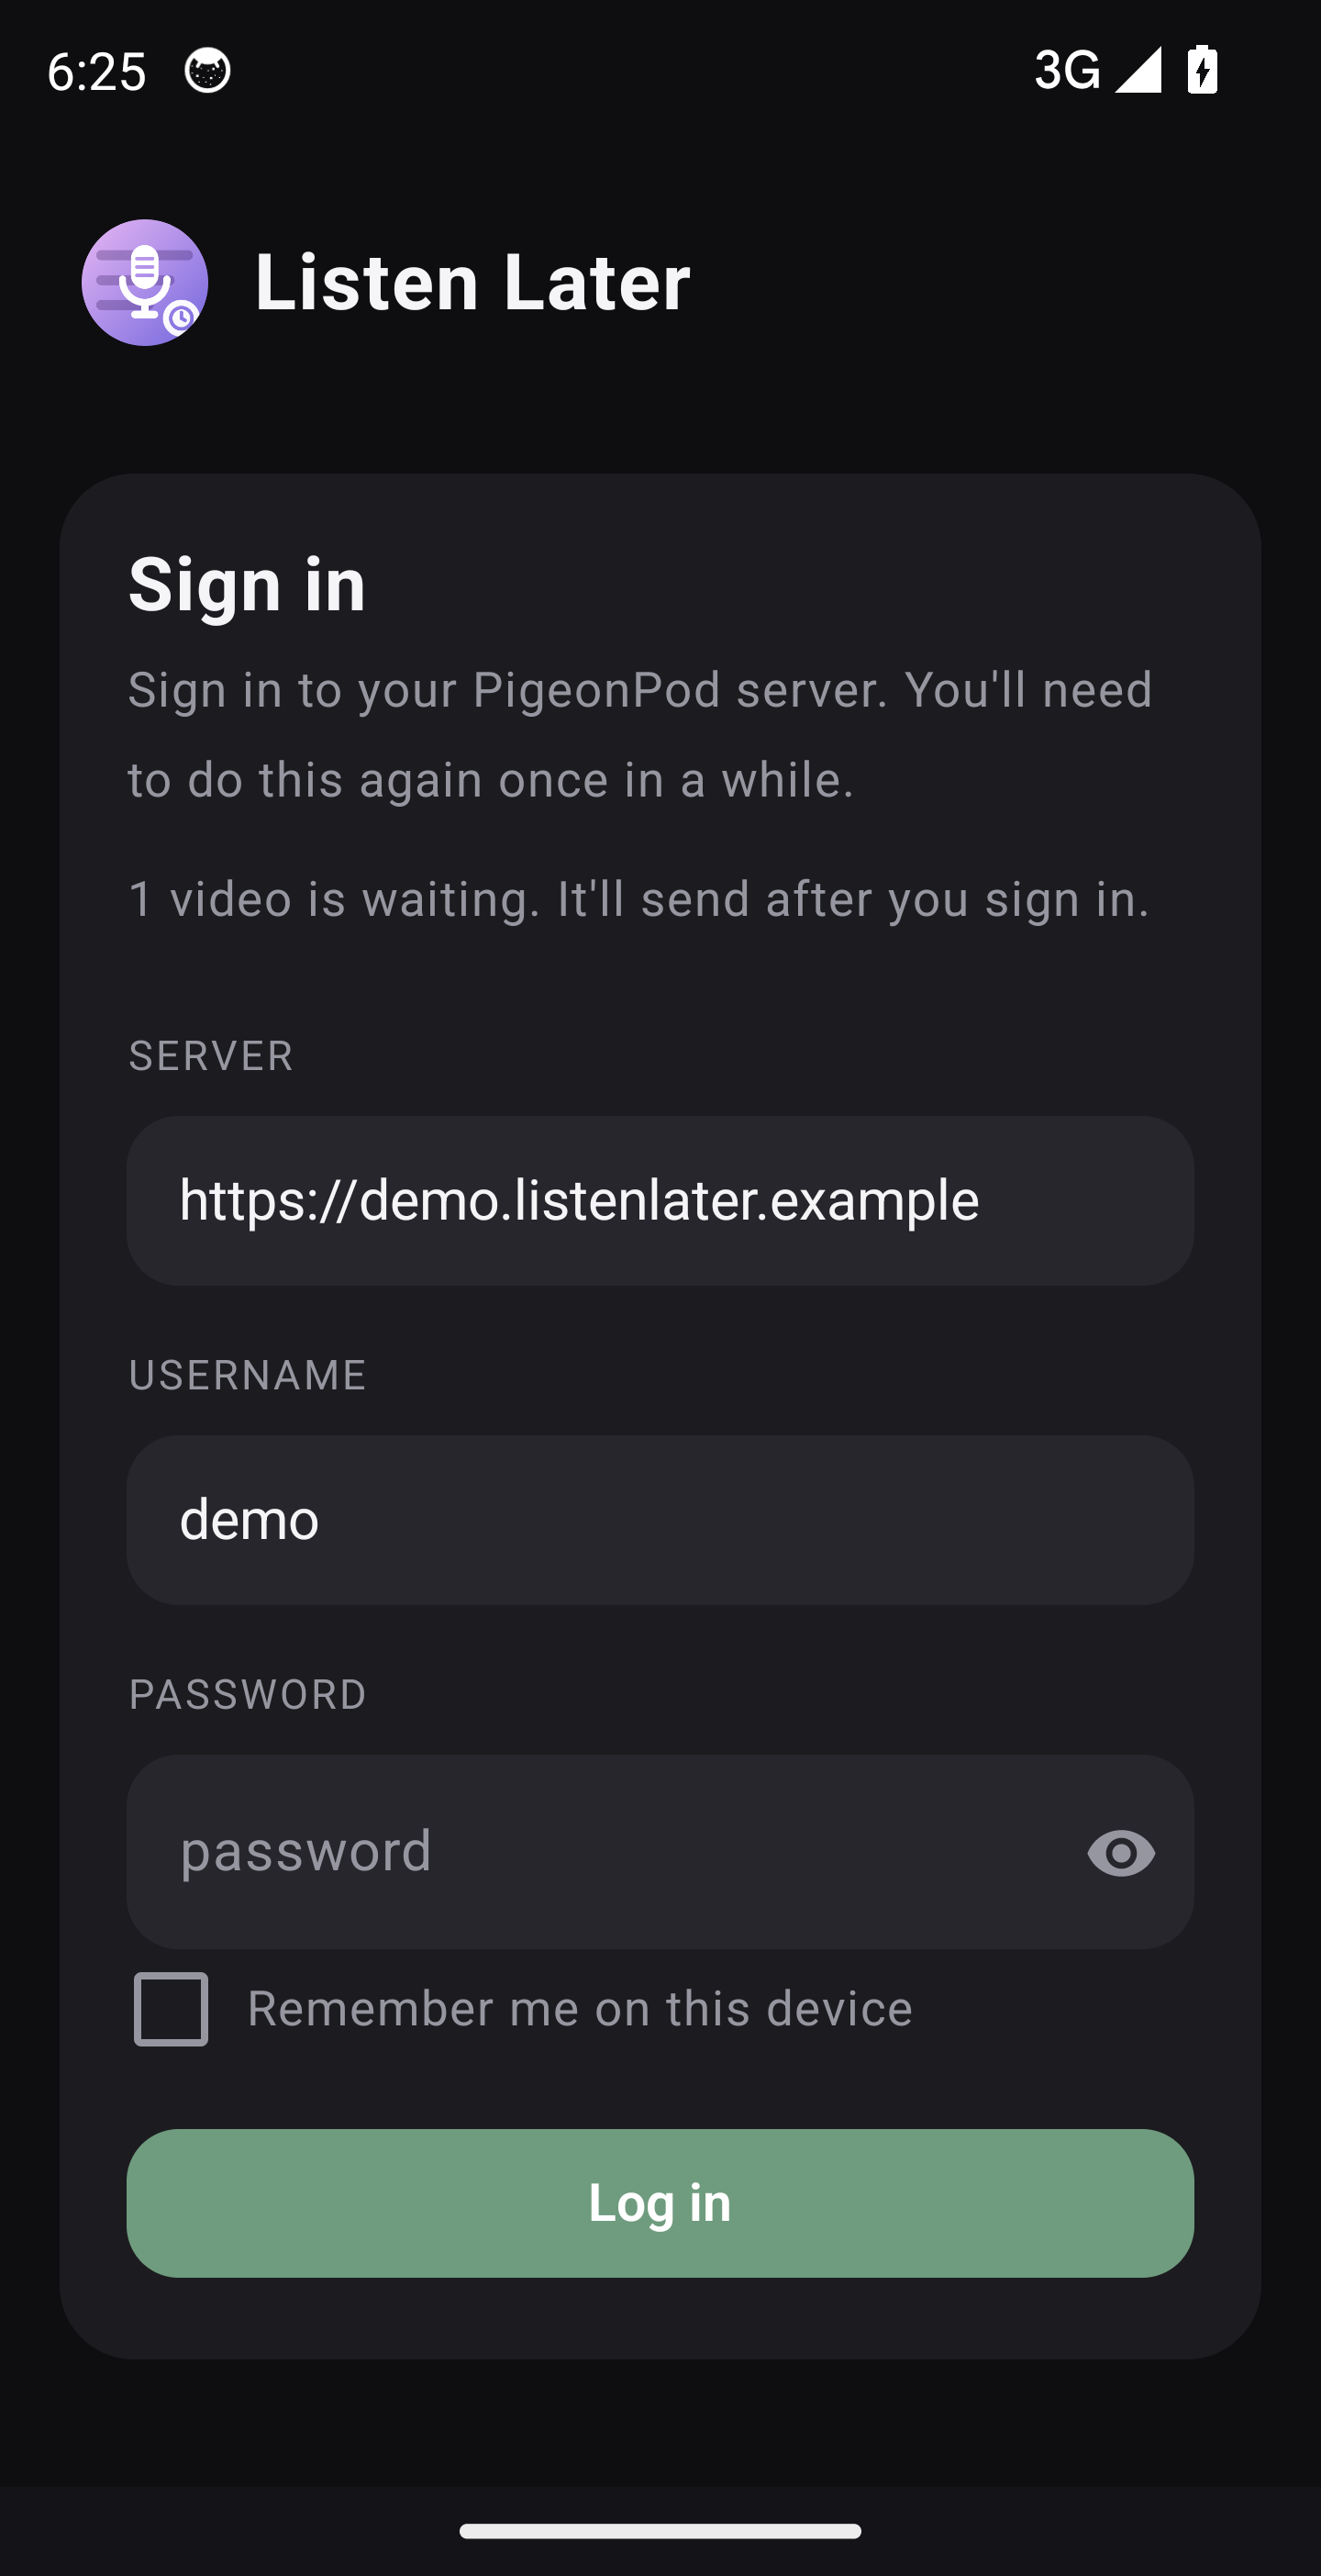 6:25
3G
Listen Later
Sign in
Sign in to your PigeonPod server. You'll need
to do this again once in a while.
1 video is waiting. It'll send after you sign in.
SERVER
https://demo.listenlater.example
USERNAME
demo
PASSWORD
password
Remember me on this device
Log in